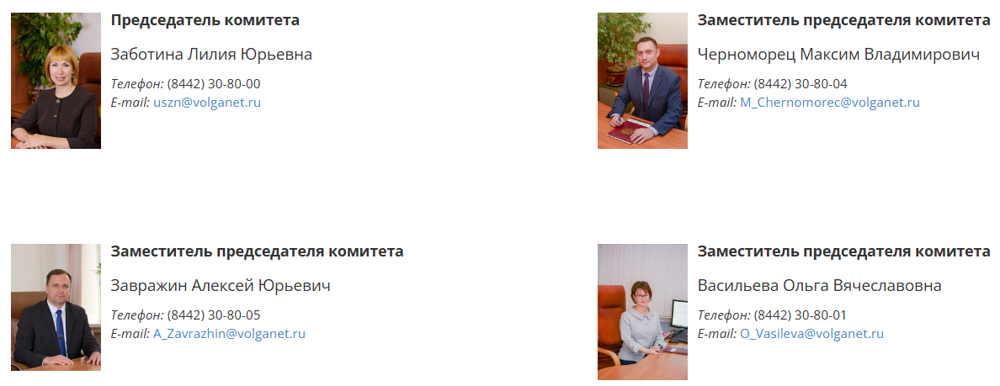 Председатель комитета
Заботина Лилия Юрьевна
Телефон: (8442) 30-80-00
E-mail: uszn@volganet.ru
Заместитель председателя комитета
Черноморец Максим Владимирович
Телефон: (8442) 30-80-04
E-mail: M_Chernomorec@volganet.ru
Заместитель председателя комитета
Завражин Алексей Юрьевич
Телефон: (8442) 30-80-05
E-mail: A_Zavrazhin@volganet.ru
Заместитель председателя комитета
Васильева Ольга Вячеславовна
Телефон: (8442) 30-80-01
E-mail: O_Vasileva@volganet.ru